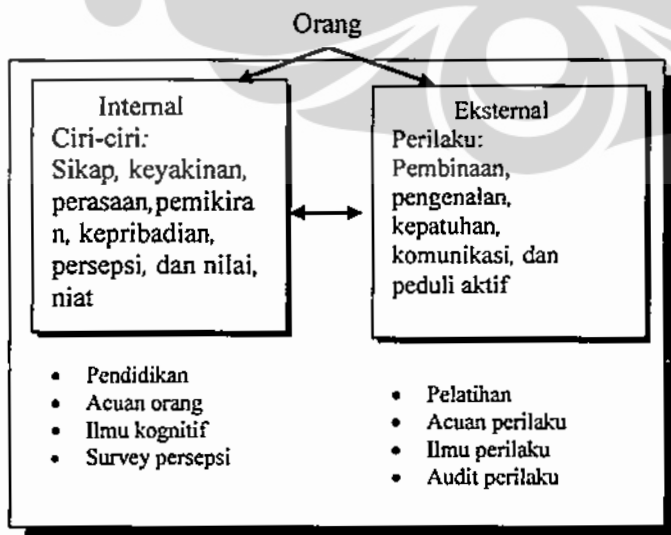 Orang
Internal
Ciri-ciri:
Sikap, keyakinan,
perasaan, pemikira
n, kepribadian,
persepsi, dan nilai,
niat
Eksternal
Perilaku:
Pembinaan,
pengenalan,
kepatuhan,
komunikasi, dan
peduli aktif
• Pendidikan
• Acuan orang
• Ilmu kognitif
• Survey persepsi
• Pelatihan
• Acuan perilaku
• Ilmu perilaku
• Audit perilaku